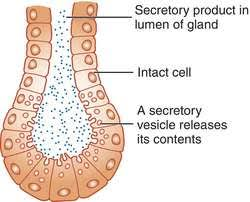 Secretory product in
lumen of gland
Intact cell
A secretory
vesicle releases
its contents